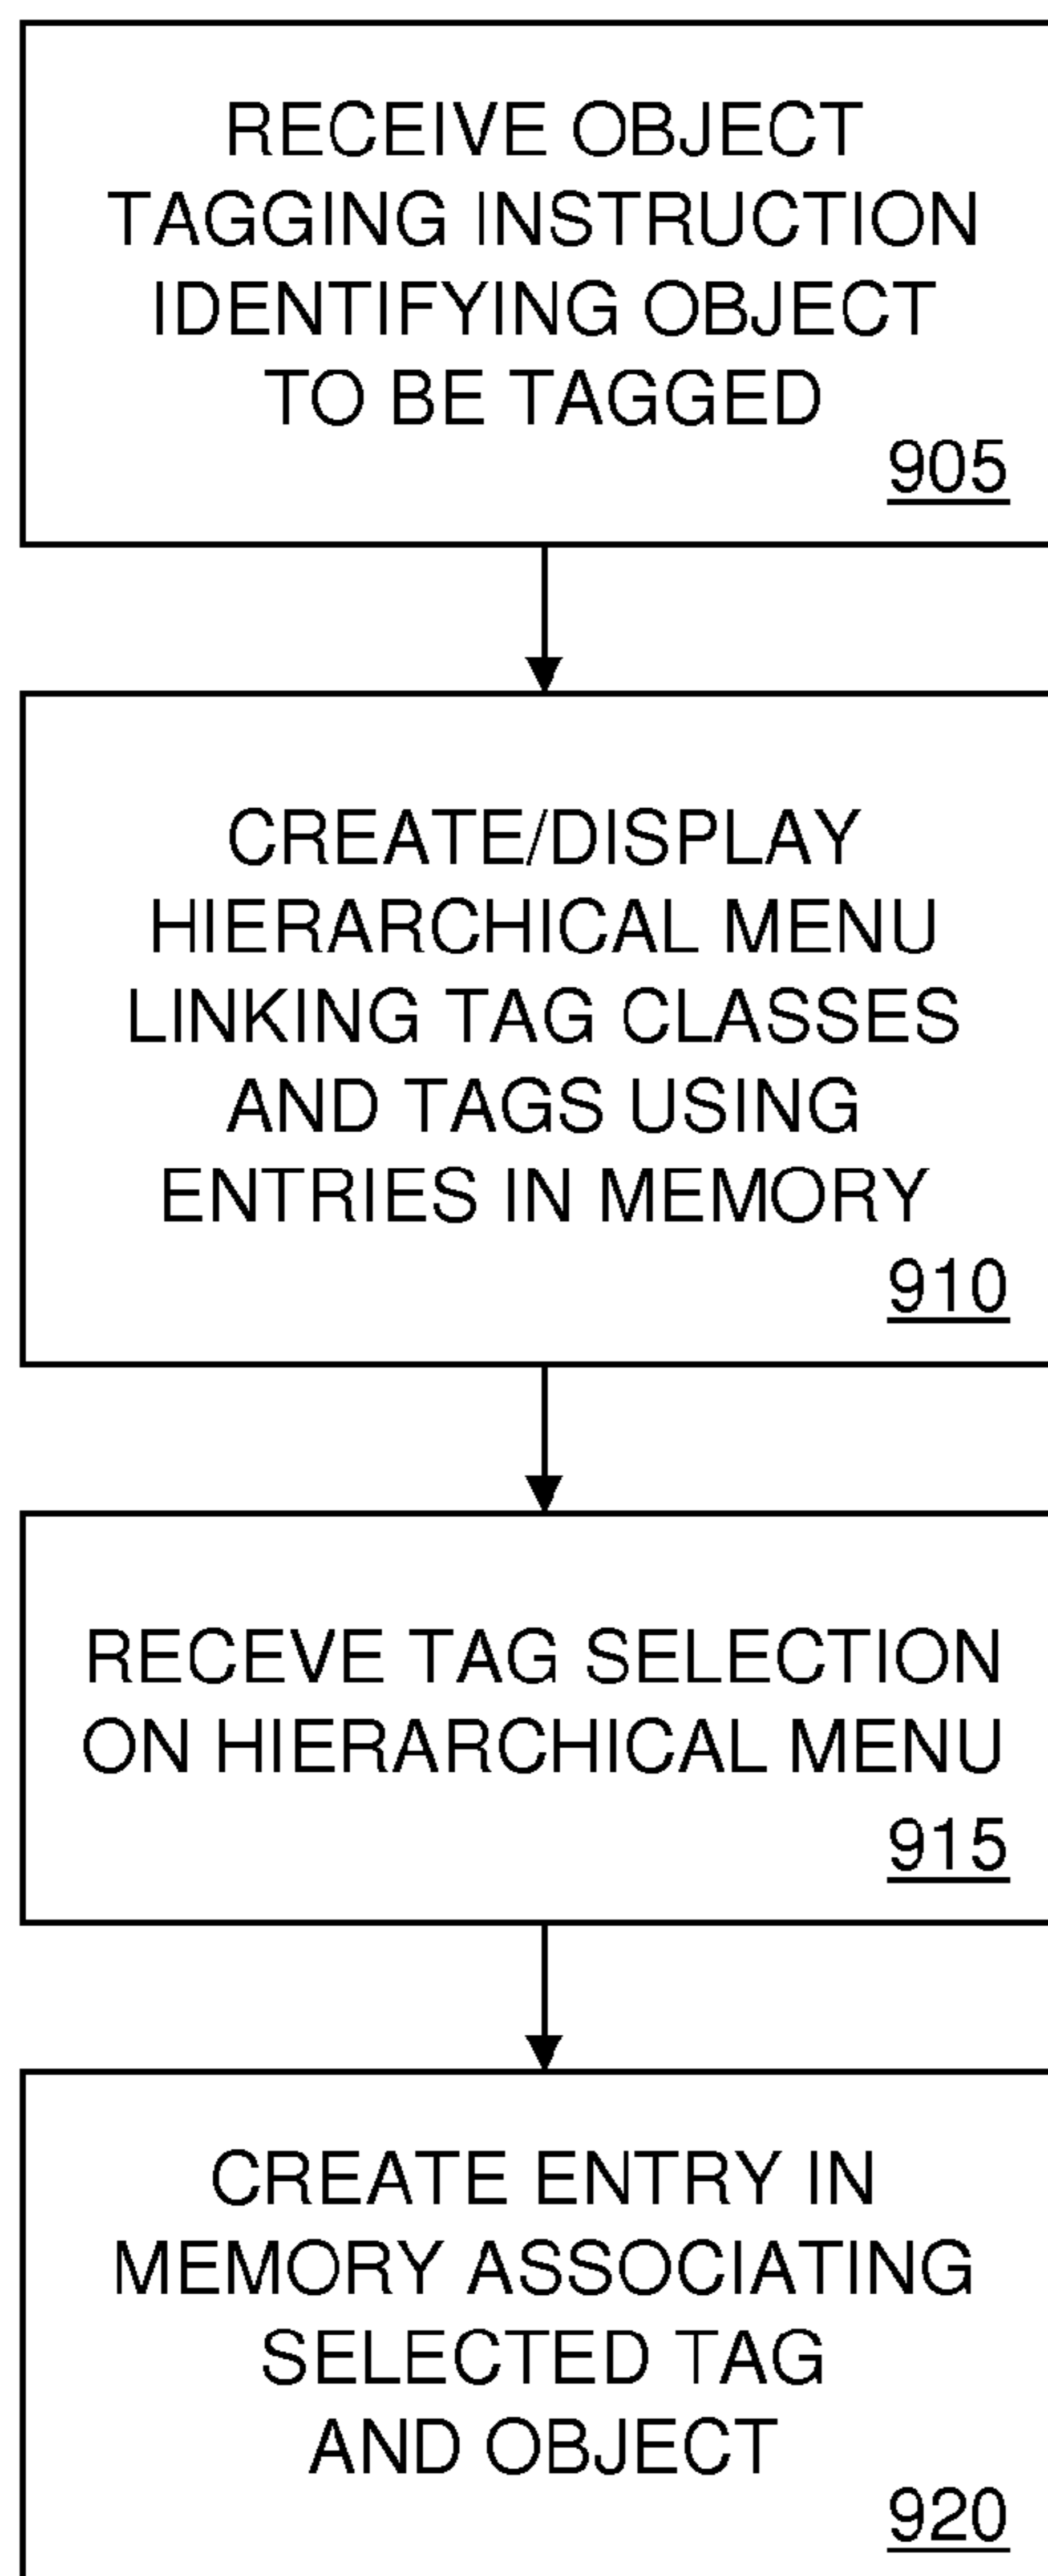 RECEIVE OBJECT
TAGGING INSTRUCTION
IDENTIFYING OBJECT
TO BE TAGGED
905
CREATE/DISPLAY
HIERARCHICAL MENU
LINKING TAG CLASSES
AND TAGS USING
ENTRIES IN MEMORY
910
RECEVE TAG SELECTION
ON HIERARCHICAL MENU
915
CREATE ENTRY IN
MEMORY ASSOCIATING
SELECTED TAG
AND OBJECT
920